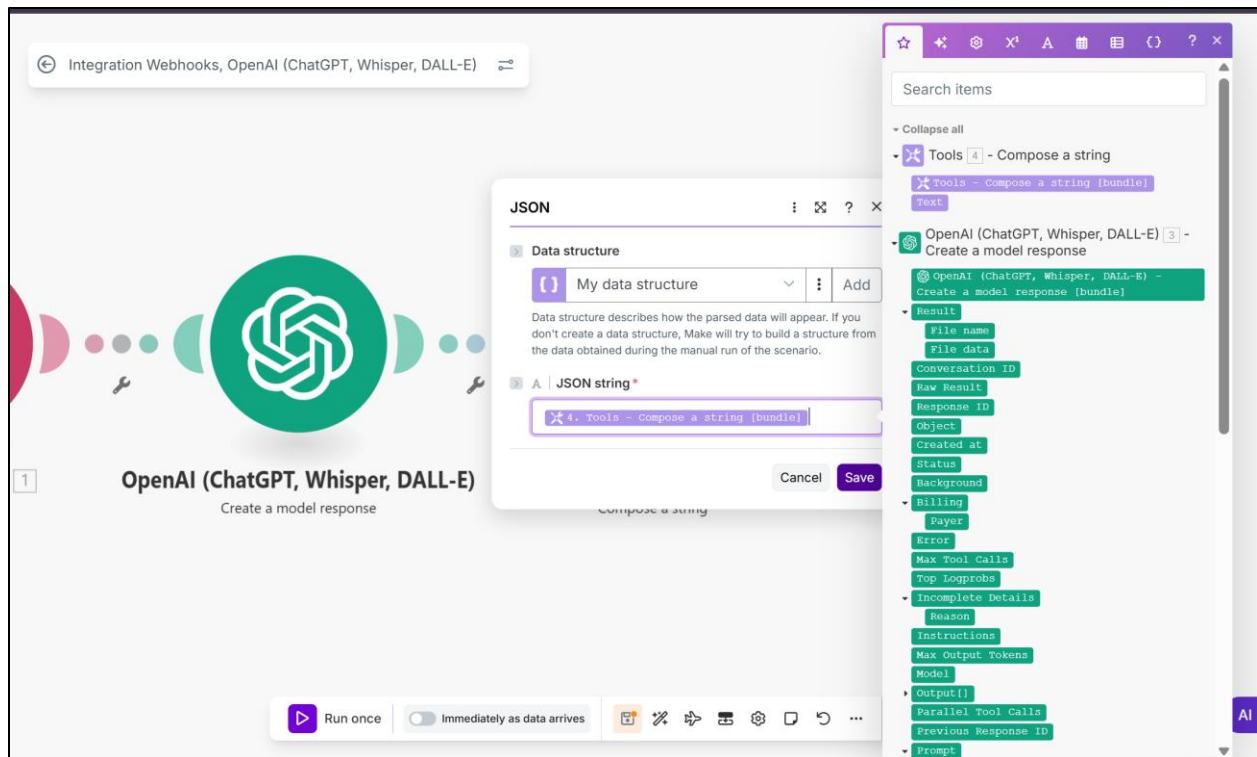 Integration Webhooks, OpenAI (ChatGPT, Whisper, DALL-E)
1
OpenAI (ChatGPT, Whisper, DALL-E)
Create a model response
Compose a string
JSON
?
Data structure
{} My data structure Add
Data structure describes how the parsed data will appear. If you
don't create a data structure, Make will try to build a structure from
the data obtained during the manual run of the scenario.
A JSON string*
4. Tools - Compose a string [bundle]
Cancel Save
Run once Immediately as data arrives
X¹ A {} ?
Search items
Collapse all
Tools 4 - Compose a string
Tools - Compose a string [bundle]
Text
OpenAI (ChatGPT, Whisper, DALL-E) 3 -
Create a model response
OpenAI (ChatGPT, Whisper, DALL-E) -
Create a model response [bundle]
Result
File name
File data
Conversation ID
Raw Result
Response ID
Object
Created at
Status
Background
Billing
Payer
Error
Max Tool Calls
Top Logprobs
Incomplete Details
Reason
Instructions
Max Output Tokens
Model
Output[]
Parallel Tool Calls
Previous Response ID
Prompt
AI